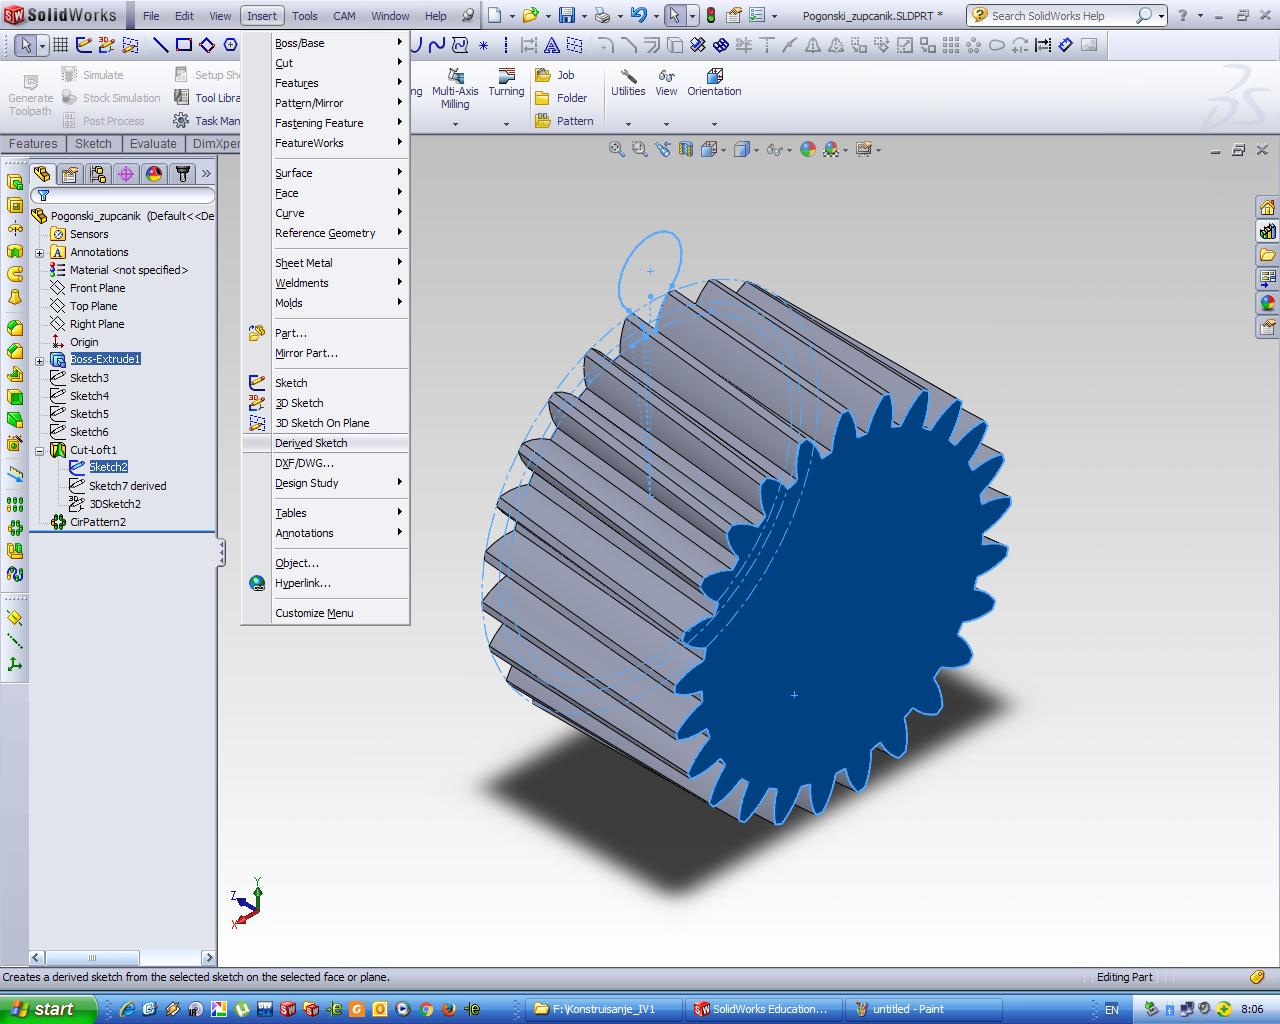 SolidWorks
File Edit View Insert Tools CAM Window Help
Pogonski_zupcanik.SLDPRT *
Search SolidWorks Help
Generate Toolpath
Simulate
Stock Simulation
Post Process
Setup
Tool
Task
Multi-Axis Milling
Turning
Job
Folder
Pattern
Utilities
View
Orientation
Features Sketch Evaluate
Pogonski_zupcanik (Default<<De
Sensors
Annotations
Material <not specified>
Front Plane
Top Plane
Right Plane
Origin
Boss-Extrude1
Sketch3
Sketch4
Sketch5
Sketch6
Cut-Loft1
Sketch2
Sketch7 derived
3DSketch2
CirPattern2
Boss/Base
Cut
Features
Pattern/Mirror
Fastening Feature
FeatureWorks
Surface
Face
Curve
Reference Geometry
Sheet Metal
Weldments
Molds
Part...
Mirror Part...
Sketch
3D Sketch
3D Sketch On Plane
Derived Sketch
DXF/DWG...
Design Study
Tables
Annotations
Object...
Hyperlink...
Customize Menu
Y
Z
X
Creates a derived sketch from the selected sketch on the selected face or plane.
Editing Part
start
F:\Konstruisanje_IV1
SolidWorks Education...
untitled - Paint
EN
8:06